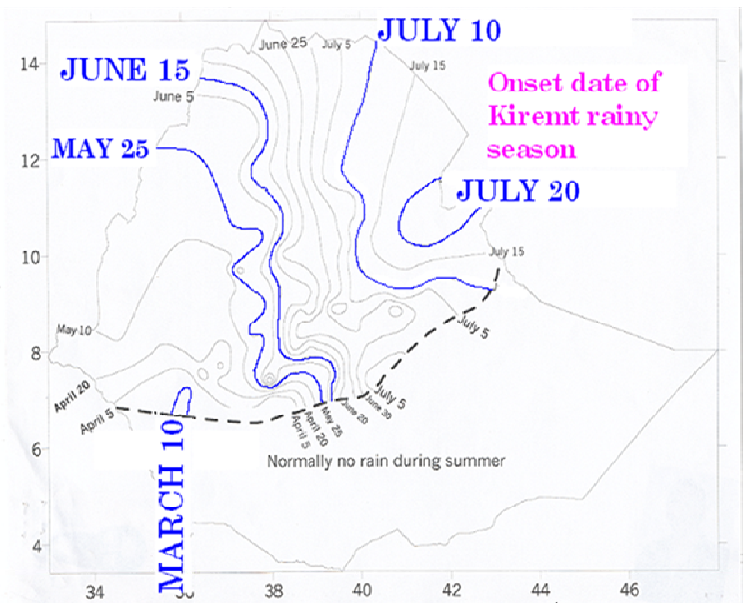 JULY 10
June 25
July 5
14
JUNE 15
July 15
Onset date of
Kiremt rainy
season
June 5
MAY 25
12
JULY 20
10
July 15
May 10
July 5
8
April 20
July 5
April 5
May 25
June 20
June 30
April 20
April 5
6
MARCH 10
Normally no rain during summer
4
34
38
40
42
44
46